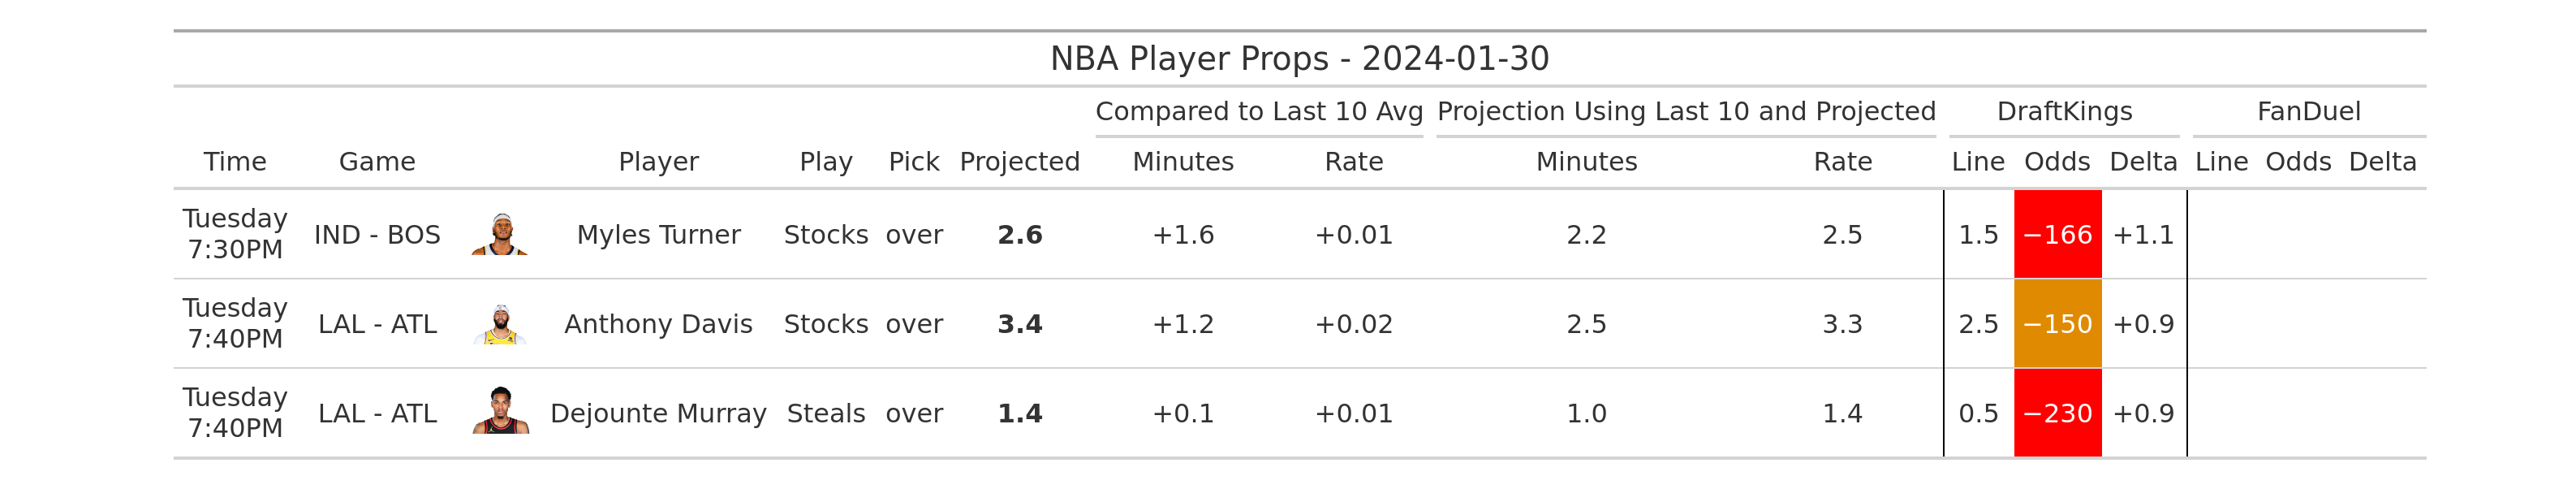 NBA Player Props - 2024-01-30
Compared to Last 10 Avg Projection Using Last 10 and Projected DraftKings FanDuel
Time Game Player Play Pick Projected Minutes Rate Minutes Rate Line Odds Delta Line Odds Delta
Tuesday
7:30PM IND - BOS Myles Turner Stocks over 2.6 +1.6 +0.01 2.2 2.5 1.5 −166 +1.1
Tuesday
7:40PM LAL - ATL Anthony Davis Stocks over 3.4 +1.2 +0.02 2.5 3.3 2.5 −150 +0.9
Tuesday
7:40PM LAL - ATL Dejounte Murray Steals over 1.4 +0.1 +0.01 1.0 1.4 0.5 −230 +0.9